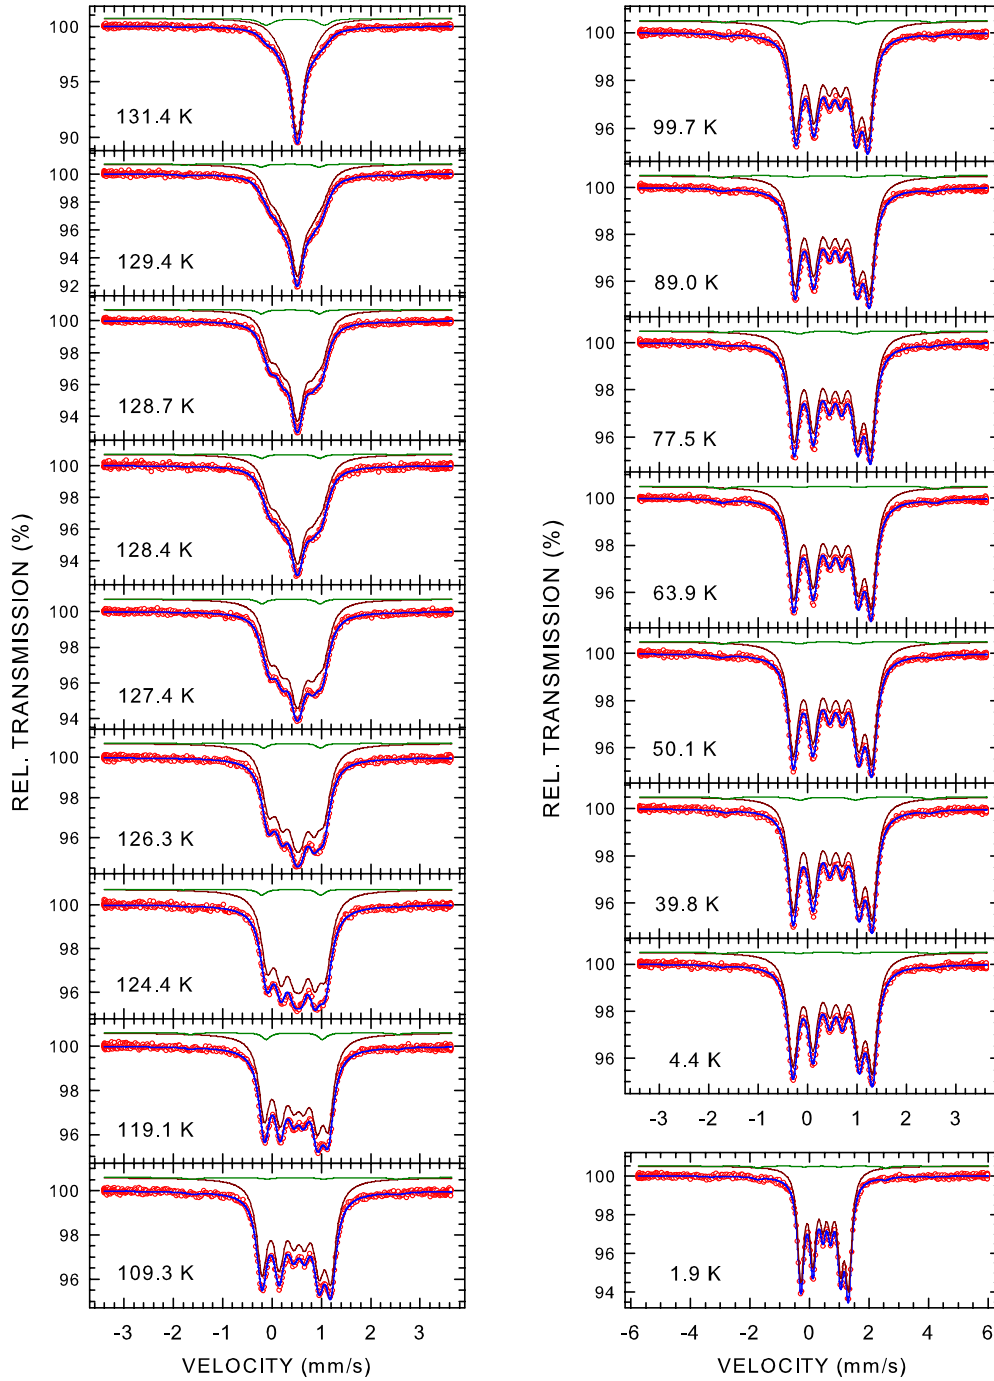 REL. TRANSMISSION (%)
100
95
90
131.4 K
100
98
96
94
92
129.4 K
100
98
96
94
128.7 K
100
98
96
94
128.4 K
100
98
96
94
127.4 K
100
98
96
126.3 K
100
98
96
124.4 K
100
98
96
119.1 K
100
98
96
109.3 K
-3 -2 -1 0 1 2 3
VELOCITY (mm/s)
REL. TRANSMISSION (%)
100
98
96
99.7 K
100
98
96
89.0 K
100
98
96
77.5 K
100
98
96
63.9 K
100
98
96
50.1 K
100
98
96
39.8 K
100
98
96
4.4 K
-3 -2 -1 0 1 2 3
100
98
96
94
1.9 K
-6 -4 -2 0 2 4 6
VELOCITY (mm/s)